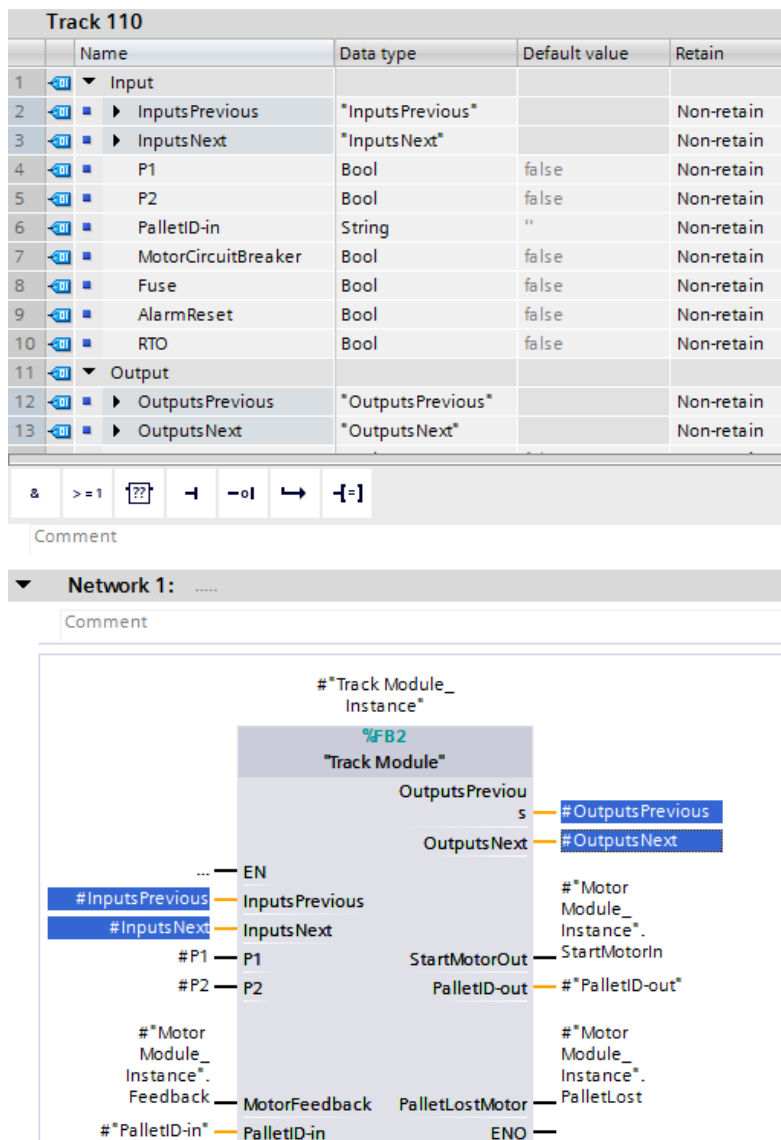 Track 110
Name Data type Default value Retain
1 Input
2 InputsPrevious "InputsPrevious" Non-retain
3 InputsNext "InputsNext" Non-retain
4 P1 Bool false Non-retain
5 P2 Bool false Non-retain
6 PalletID-in String '' Non-retain
7 MotorCircuitBreaker Bool false Non-retain
8 Fuse Bool false Non-retain
9 AlarmReset Bool false Non-retain
10 RTO Bool false Non-retain
11 Output
12 OutputsPrevious "OutputsPrevious" Non-retain
13 OutputsNext "OutputsNext" Non-retain
& >=1 ??
Comment
Network 1: .....
Comment
#"Track Module_
Instance"
%FB2
"Track Module"
OutputsPreviou
s #OutputsPrevious
OutputsNext #OutputsNext
... EN
#InputsPrevious InputsPrevious
#InputsNext InputsNext
#"Motor
Module_
Instance".
#P1 P1 StartMotorOut StartMotorIn
#P2 P2 PalletID-out #"PalletID-out"
#"Motor #"Motor
Module_ Module_
Instance". Instance".
Feedback MotorFeedback PalletLostMotor PalletLost
#"PalletID-in" PalletID-in ENO